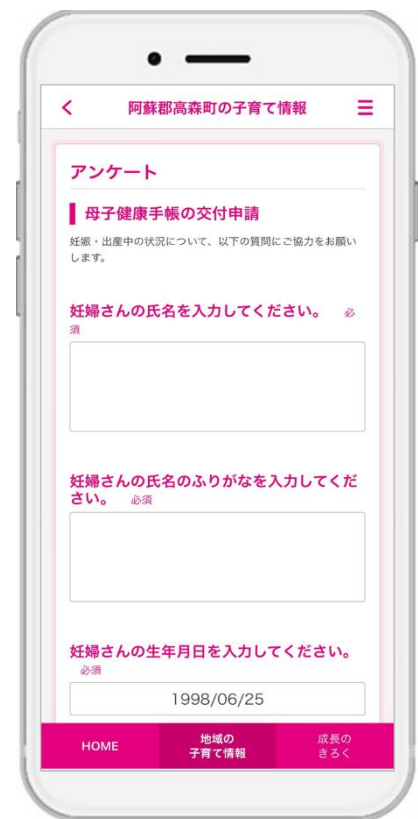 阿蘇郡高森町の子育て情報
アンケート
母子健康手帳の交付申請
妊娠・出産中の状況について、以下の質問にご協力をお願い
します。
妊婦さんの氏名を入力してください。 必
須
妊婦さんの氏名のふりがなを入力してくだ
さい。 必須
妊婦さんの生年月日を入力してください。
必須
1998/06/25
HOME
地域の
子育て情報
成長の
きろく